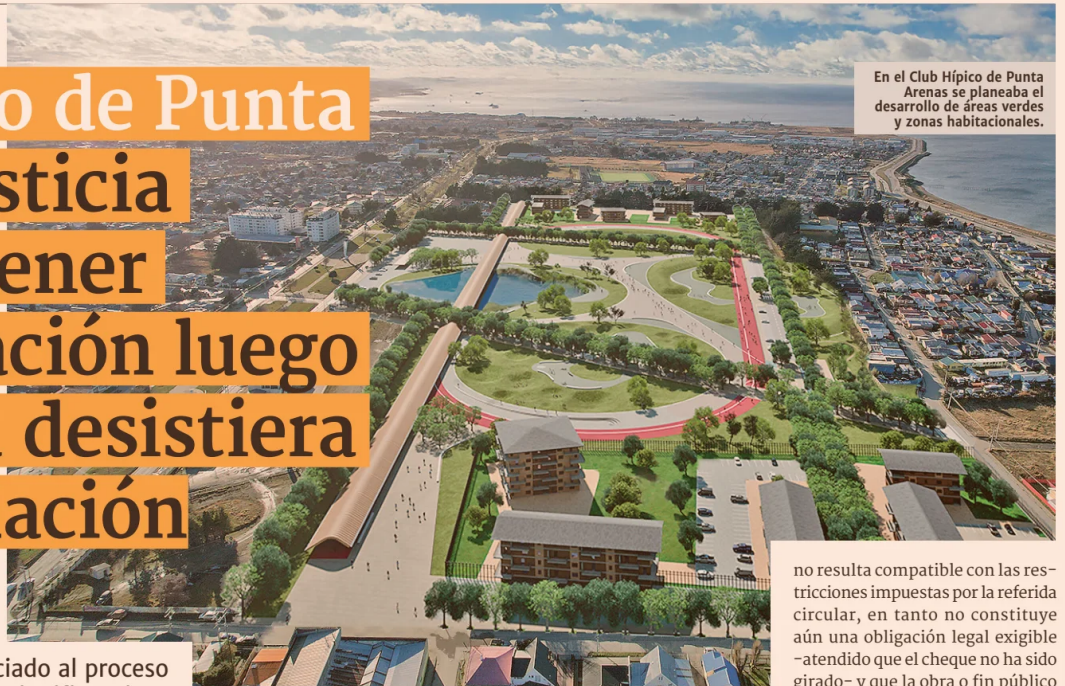 o de Punta
sticia
ener
ación luego
desistiera
ación
En el Club Hípico de Punta
Arenas se planeaba el
desarrollo de áreas verdes
y zonas habitacionales.
no resulta compatible con las res-
tricciones impuestas por la referida
circular, en tanto no constituye
aún una obligación legal exigible
-atendido que el cheque no ha sido
girado- y que la obra o fin público
ciado al proceso